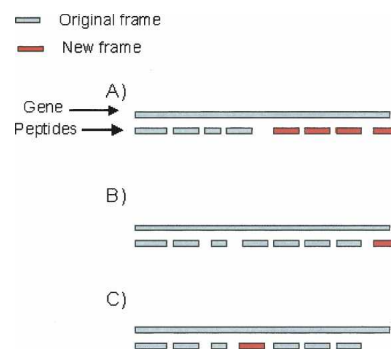 Original frame
New frame
A)
Gene
Peptides
B)
C)